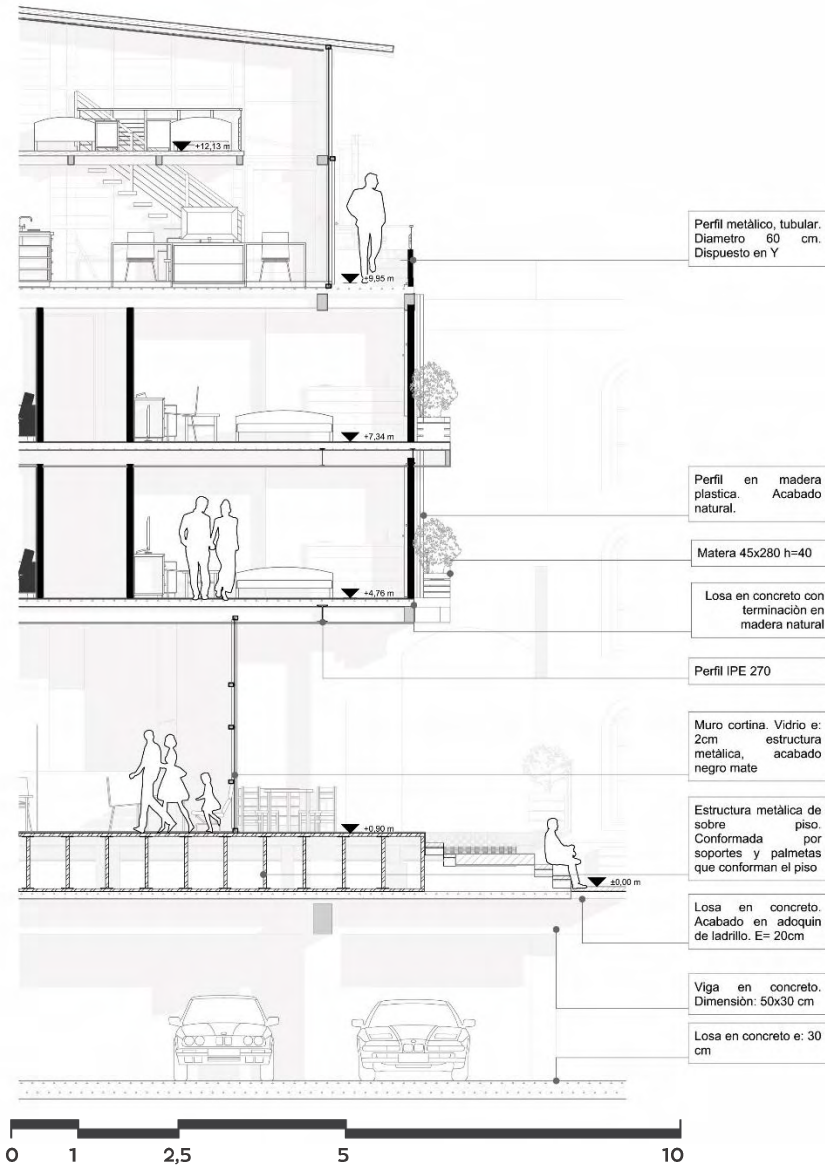 +12,13 m
Perfil metàlico, tubular.
Diametro 60 cm.
Dispuesto en Y
+9,95 m
+7,34 m
Perfil en madera
plastica. Acabado
natural.
Matera 45x280 h=40
+4,76 m
Losa en concreto con
terminaciòn en
madera natural
Perfil IPE 270
Muro cortina. Vidrio e:
2cm estructura
metàlica, acabado
negro mate
+0,90 m
Estructura metàlica de
sobre piso.
Conformada por
soportes y palmetas
que conforman el piso
±0,00 m
Losa en concreto.
Acabado en adoquin
de ladrillo. E= 20cm
Viga en concreto.
Dimensiòn: 50x30 cm
Losa en concreto e: 30
cm
0 1 2,5 5 10